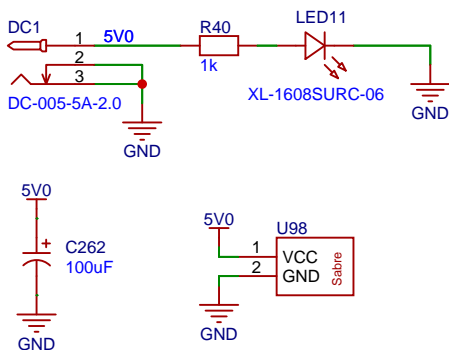 DC1
1
5V0
2
3
DC-005-5A-2.0
GND
R40
1k
LED11
XL-1608SURC-06
GND
5V0
+
C262
100uF
GND
5V0
U98
1
VCC
2
GND
Sabre
GND